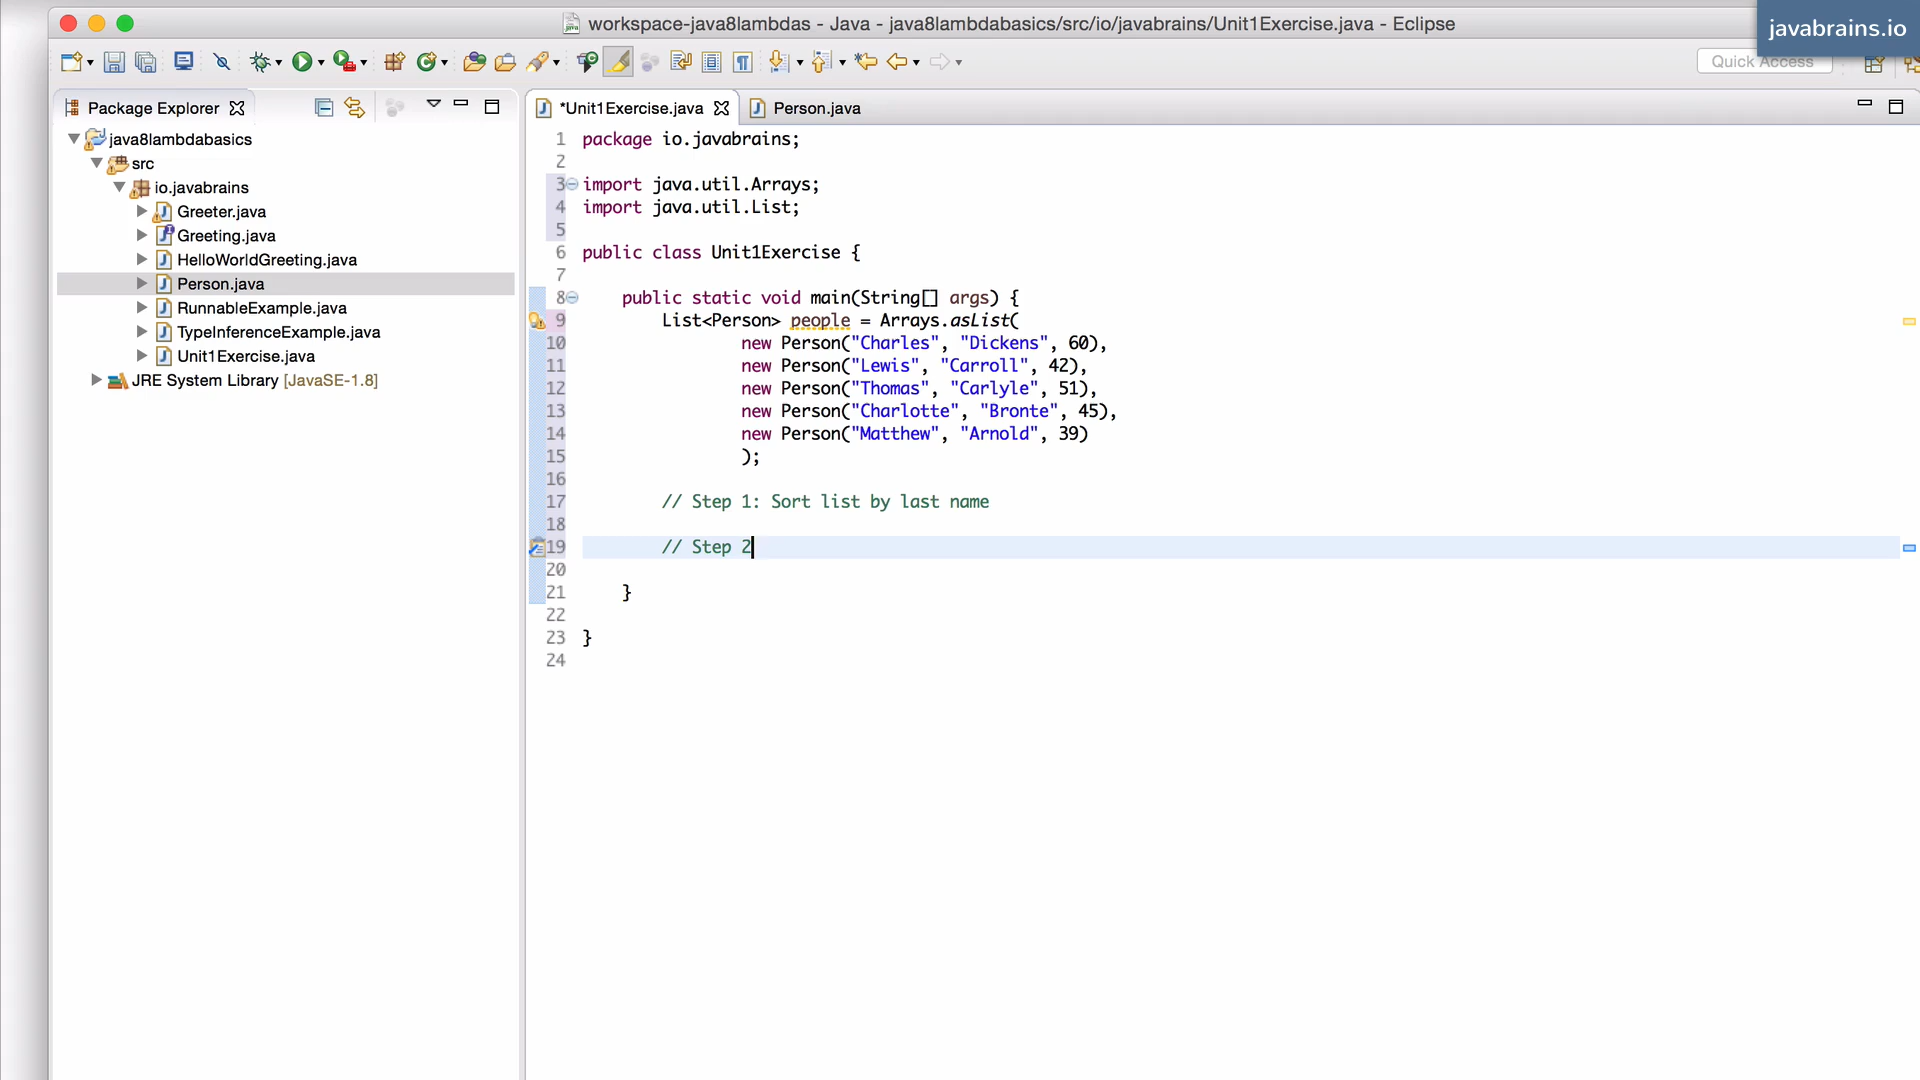 workspace-java8lambdas - Java - java8lambdabasics/src/io/javabrains/Unit1Exercise.java - Eclipse
javabrains.io
Quick Access
Package Explorer
*Unit1Exercise.java
Person.java
java8lambdabasics
src
io.javabrains
Greeter.java
Greeting.java
HelloWorldGreeting.java
Person.java
RunnableExample.java
TypeInferenceExample.java
Unit1Exercise.java
JRE System Library [JavaSE-1.8]
1 package io.javabrains;
2
3 import java.util.Arrays;
4 import java.util.List;
5
6 public class Unit1Exercise {
7
8 public static void main(String[] args) {
9 List<Person> people = Arrays.asList(
10 new Person("Charles", "Dickens", 60),
11 new Person("Lewis", "Carroll", 42),
12 new Person("Thomas", "Carlyle", 51),
13 new Person("Charlotte", "Bronte", 45),
14 new Person("Matthew", "Arnold", 39)
15 );
16
17 // Step 1: Sort list by last name
18
19 // Step 2
20
21 }
22
23 }
24